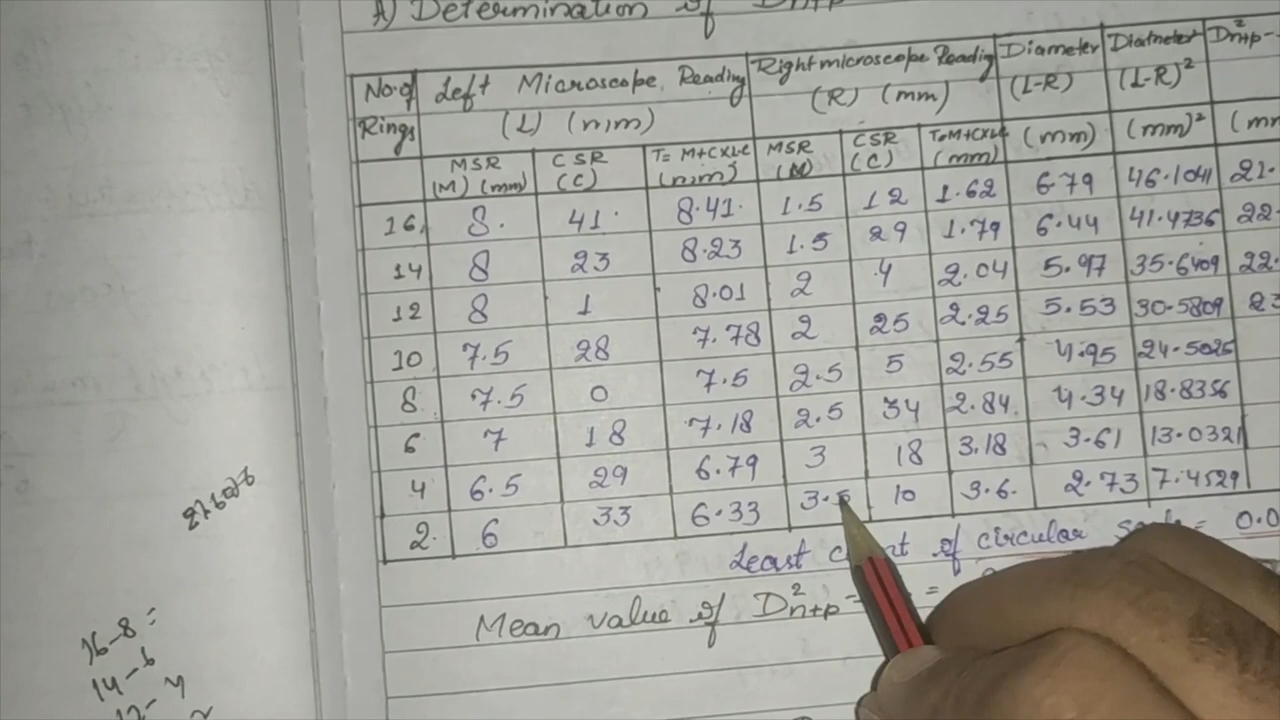 A) Determination of
No. of Rings | Left Microscope Reading (L) (mm) | Right microscope Reading (R) (mm) | Diameter (L-R) (mm) | Diameter (L-R)² (mm)² | D²n+p-
MSR (M) (mm) | CSR (C) | T= M+CXLC (mm) | MSR (M) | CSR (C) | T=M+CXLC (mm)
16 | 8. | 41. | 8.41. | 1.5 | 12 | 1.62 | 6.79 | 46.1041 | 21.
14 | 8 | 23 | 8.23 | 1.5 | 29 | 1.79 | 6.44 | 41.4736 | 22.
12 | 8 | 1 | 8.01 | 2 | 4 | 2.04 | 5.97 | 35.6409 | 22.
10 | 7.5 | 28 | 7.78 | 2 | 25 | 2.25 | 5.53 | 30.5809 | 23
8 | 7.5 | 0 | 7.5 | 2.5 | 5 | 2.55 | 4.95 | 24.5025
6 | 7 | 18 | 7.18 | 2.5 | 34 | 2.84 | 4.34 | 18.8356
4 | 6.5 | 29 | 6.79 | 3 | 18 | 3.18 | 3.61 | 13.0321
2. | 6 | 33 | 6.33 | 3.5 | 10 | 3.6. | 2.73 | 7.4529
Least count of circular scale = 0.0
Mean value of D²n+p - =
16-8 =
14-6
12-4